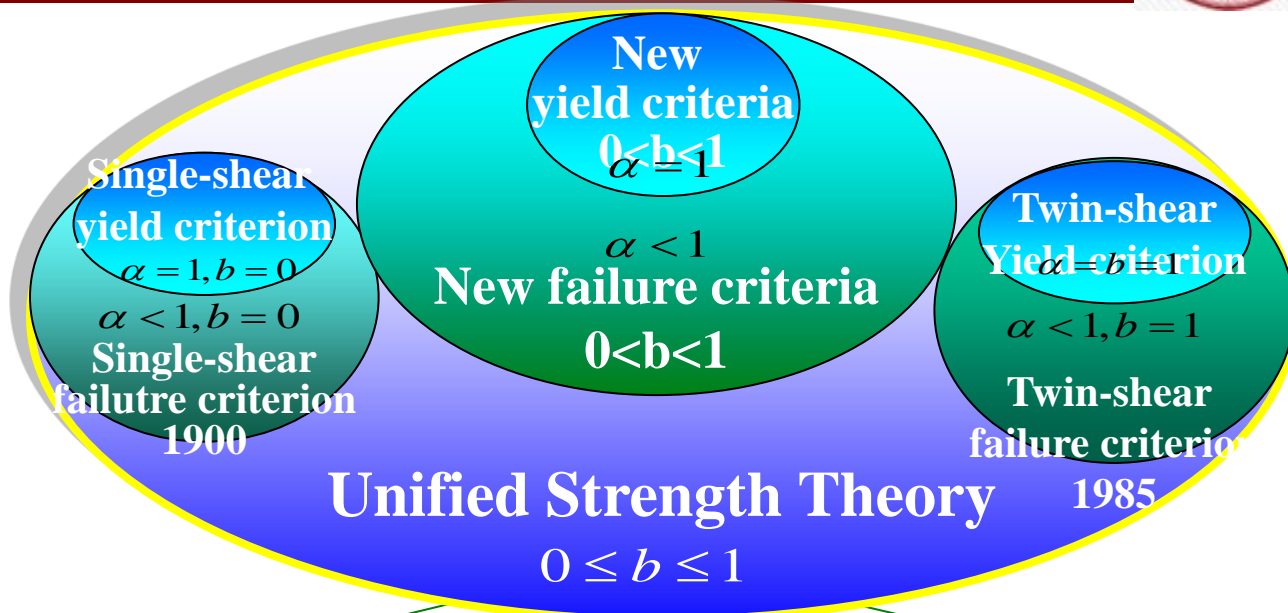 New
yield criteria
0<b<1
α = 1
α < 1
New failure criteria
0<b<1
Single-shear
yield criterion
α = 1, b = 0
α < 1, b = 0
Single-shear
failutre criterion
1900
Twin-shear
Yield criterion
α = b = 1
α < 1, b = 1
Twin-shear
failure criterion
1985
Unified Strength Theory
0 ≤ b ≤ 1